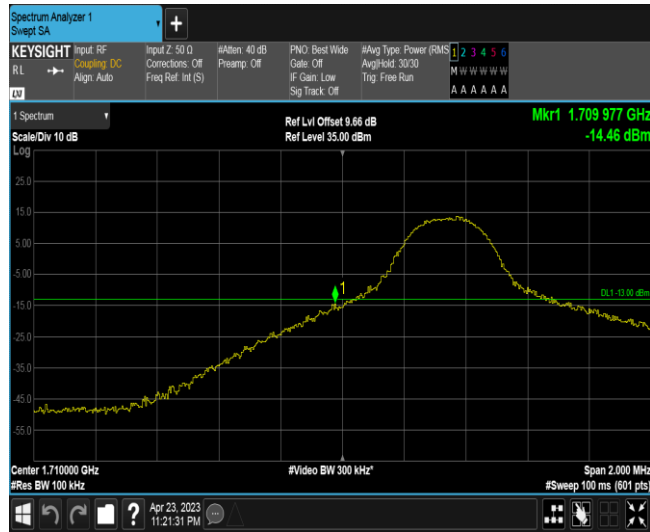 Spectrum Analyzer 1
Swept SA
+
KEYSIGHT
RL
LXI
Input: RF
Coupling: DC
Align: Auto
Input Z: 50 Ω
Corrections: Off
Freq Ref: Int (S)
#Atten: 40 dB
Preamp: Off
PNO: Best Wide
Gate: Off
IF Gain: Low
Sig Track: Off
#Avg Type: Power (RMS
Avg|Hold: 30/30
Trig: Free Run
1 2 3 4 5 6
M W W W W W
A A A A A A
1 Spectrum
Scale/Div 10 dB
Log
Ref Lvl Offset 9.66 dB
Ref Level 35.00 dBm
Mkr1 1.709 977 GHz
-14.46 dBm
25.0
15.0
5.00
-5.00
-15.0
-25.0
-35.0
-45.0
-55.0
1
DL1 -13.00 dBm
Center 1.710000 GHz
#Res BW 100 kHz
#Video BW 300 kHz*
Span 2.000 MHz
#Sweep 100 ms (601 pts)
?
Apr 23, 2023
11:21:31 PM